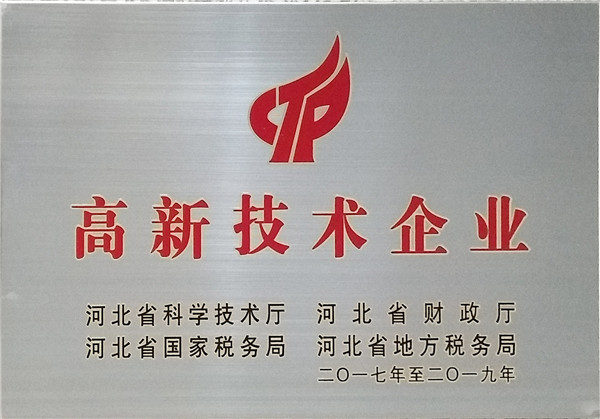 CTP
高新技术企业
河北省科学技术厅 河北省财政厅
河北省国家税务局 河北省地方税务局
二〇一七年至二〇一九年